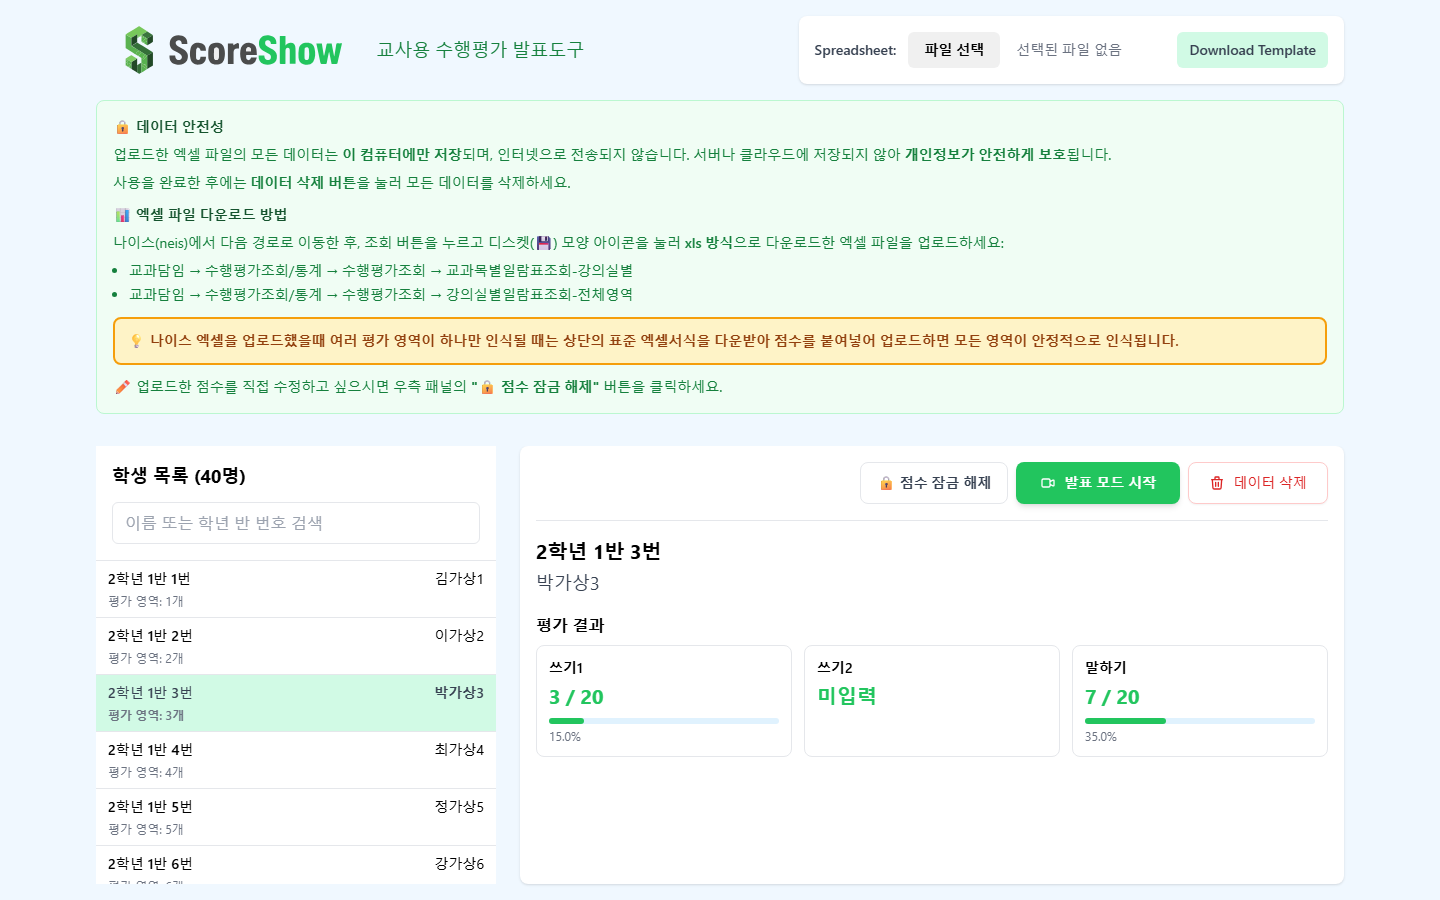 ScoreShow
교사용 수행평가 발표도구
Spreadsheet: 파일 선택 선택된 파일 없음 Download Template
🔒 데이터 안전성
업로드한 엑셀 파일의 모든 데이터는 이 컴퓨터에만 저장되며, 인터넷으로 전송되지 않습니다. 서버나 클라우드에 저장되지 않아 개인정보가 안전하게 보호됩니다.
사용을 완료한 후에는 데이터 삭제 버튼을 눌러 모든 데이터를 삭제하세요.
📊 엑셀 파일 다운로드 방법
나이스(neis)에서 다음 경로로 이동한 후, 조회 버튼을 누르고 디스켓(💾) 모양 아이콘을 눌러 xls 방식으로 다운로드한 엑셀 파일을 업로드하세요:
• 교과담임 → 수행평가조회/통계 → 수행평가조회 → 교과목별일람표조회-강의실별
• 교과담임 → 수행평가조회/통계 → 수행평가조회 → 강의실별일람표조회-전체영역
💡 나이스 엑셀을 업로드했을때 여러 평가 영역이 하나만 인식될 때는 상단의 표준 엑셀서식을 다운받아 점수를 붙여넣어 업로드하면 모든 영역이 안정적으로 인식됩니다.
✏️ 업로드한 점수를 직접 수정하고 싶으시면 우측 패널의 "🔒 점수 잠금 해제" 버튼을 클릭하세요.
학생 목록 (40명)
이름 또는 학년 반 번호 검색
2학년 1반 1번 김가상1
평가 영역: 1개
2학년 1반 2번 이가상2
평가 영역: 2개
2학년 1반 3번 박가상3
평가 영역: 3개
2학년 1반 4번 최가상4
평가 영역: 4개
2학년 1반 5번 정가상5
평가 영역: 5개
2학년 1반 6번 강가상6
🔒 점수 잠금 해제 발표 모드 시작 데이터 삭제
2학년 1반 3번
박가상3
평가 결과
쓰기1
3 / 20
15.0%
쓰기2
미입력
말하기
7 / 20
35.0%